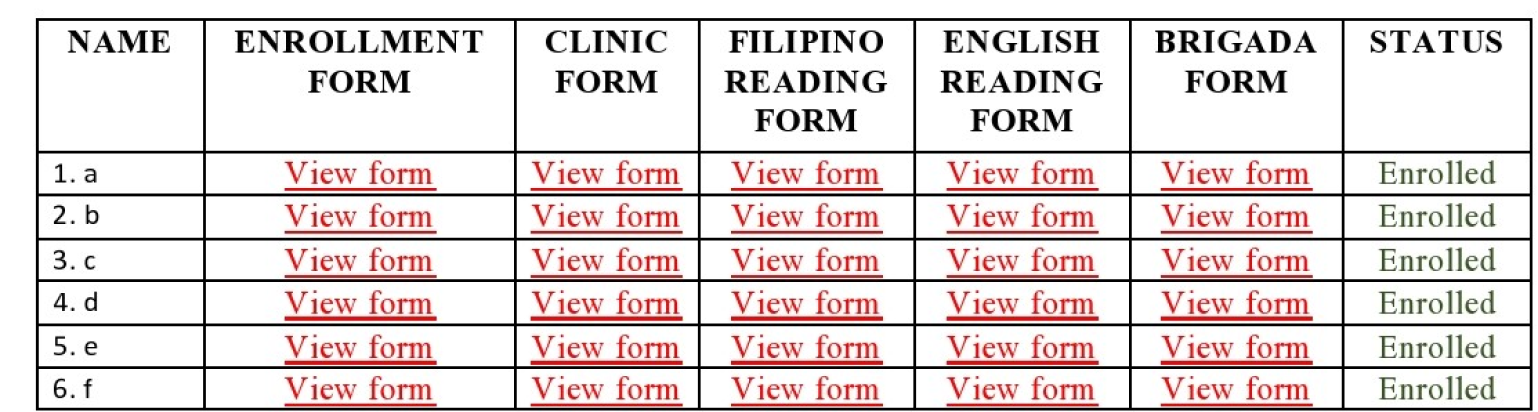 NAME ENROLLMENT FORM CLINIC FORM FILIPINO READING FORM ENGLISH READING FORM BRIGADA FORM STATUS
1. a View form View form View form View form View form Enrolled
2. b View form View form View form View form View form Enrolled
3. c View form View form View form View form View form Enrolled
4. d View form View form View form View form View form Enrolled
5. e View form View form View form View form View form Enrolled
6. f View form View form View form View form View form Enrolled